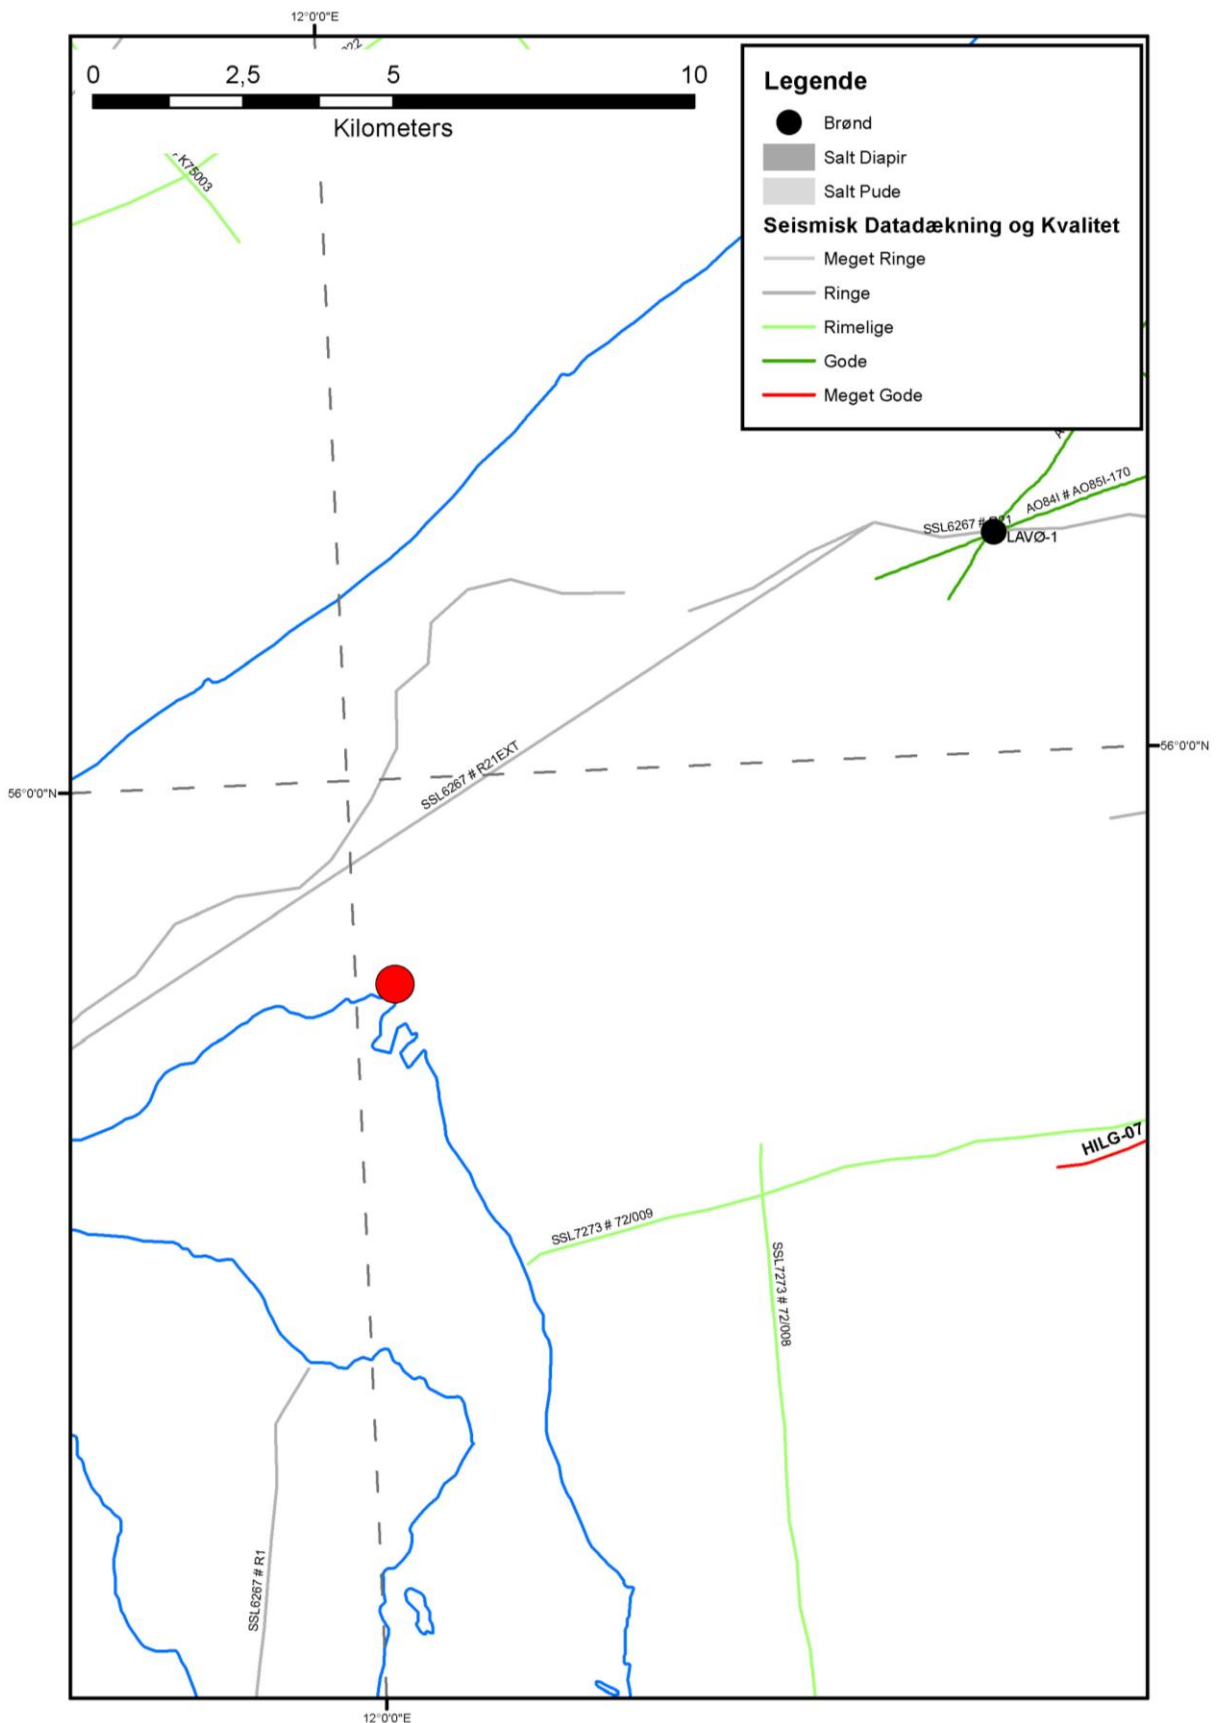 12°0'0"E
0 2,5 5 10
Kilometers
Legende
Brønd
Salt Diapir
Salt Pude
Seismisk Datadækning og Kvalitet
Meget Ringe
Ringe
Rimelige
Gode
Meget Gode
K75003
AO84I # AO85I-170
SSL6267 # R21
LAVØ-1
SSL6267 # R21EXT
56°0'0"N
56°0'0"N
HILG-07
SSL7273 # 72/009
SSL7273 # 72/008
SSL6267 # R1
12°0'0"E